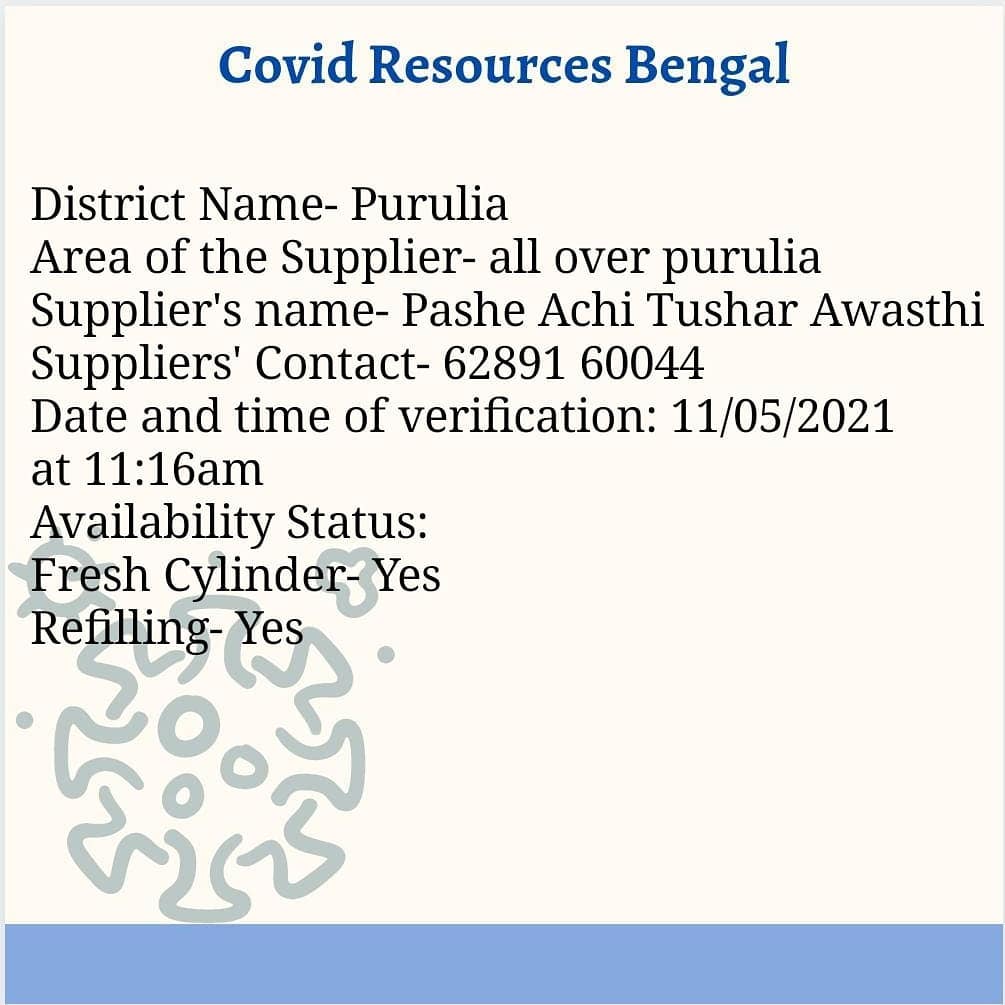 Covid Resources Bengal
District Name- Purulia
Area of the Supplier- all over purulia
Supplier's name- Pashe Achi Tushar Awasthi
Suppliers' Contact- 62891 60044
Date and time of verification: 11/05/2021
at 11:16am
Availability Status:
Fresh Cylinder- Yes
Refilling- Yes